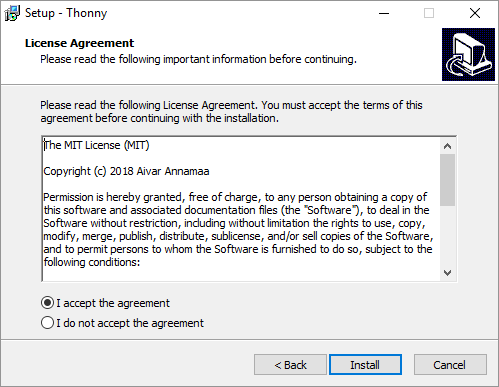 Setup - Thonny
License Agreement
Please read the following important information before continuing.
Please read the following License Agreement. You must accept the terms of this
agreement before continuing with the installation.
The MIT License (MIT)
Copyright (c) 2018 Aivar Annamaa
Permission is hereby granted, free of charge, to any person obtaining a copy of
this software and associated documentation files (the "Software"), to deal in the
Software without restriction, including without limitation the rights to use, copy,
modify, merge, publish, distribute, sublicense, and/or sell copies of the Software,
and to permit persons to whom the Software is furnished to do so, subject to the
following conditions:
I accept the agreement
I do not accept the agreement
< Back
Install
Cancel